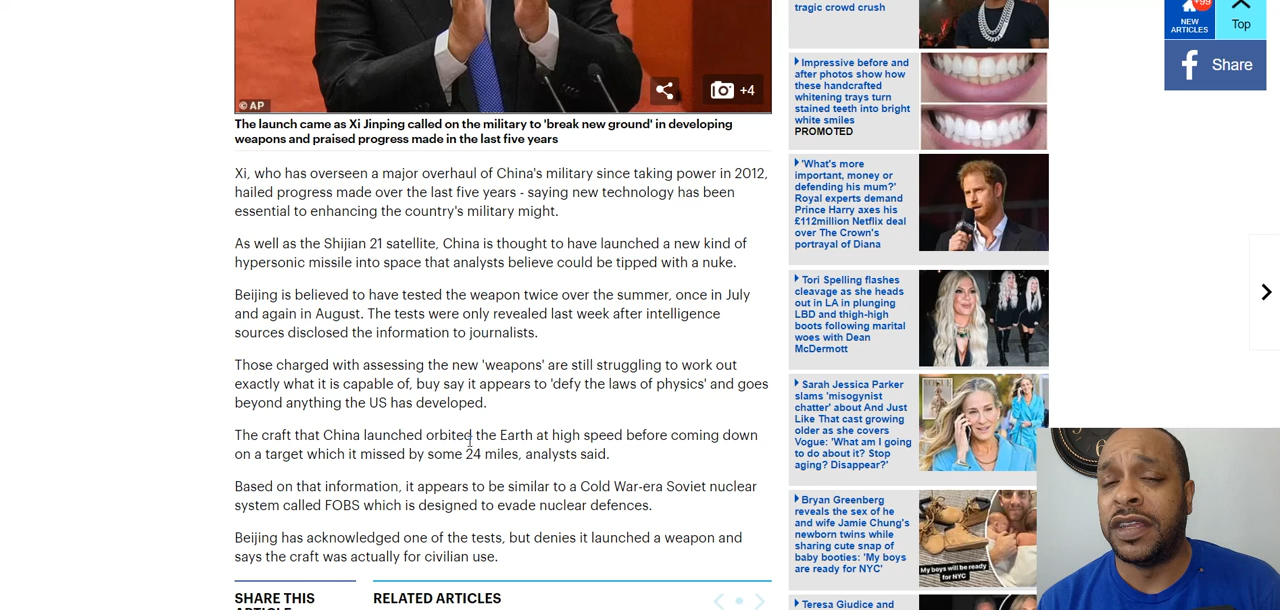 © AP
+4
The launch came as Xi Jinping called on the military to 'break new ground' in developing
weapons and praised progress made in the last five years
Xi, who has overseen a major overhaul of China's military since taking power in 2012,
hailed progress made over the last five years - saying new technology has been
essential to enhancing the country's military might.
As well as the Shijian 21 satellite, China is thought to have launched a new kind of
hypersonic missile into space that analysts believe could be tipped with a nuke.
Beijing is believed to have tested the weapon twice over the summer, once in July
and again in August. The tests were only revealed last week after intelligence
sources disclosed the information to journalists.
Those charged with assessing the new 'weapons' are still struggling to work out
exactly what it is capable of, buy say it appears to 'defy the laws of physics' and goes
beyond anything the US has developed.
The craft that China launched orbited the Earth at high speed before coming down
on a target which it missed by some 24 miles, analysts said.
Based on that information, it appears to be similar to a Cold War-era Soviet nuclear
system called FOBS which is designed to evade nuclear defences.
Beijing has acknowledged one of the tests, but denies it launched a weapon and
says the craft was actually for civilian use.
SHARE THIS
ARTICLE
RELATED ARTICLES
tragic crowd crush
Impressive before and
after photos show how
these handcrafted
whitening trays turn
stained teeth into bright
white smiles
PROMOTED
'What's more
important, money or
defending his mum?'
Royal experts demand
Prince Harry axes his
£112million Netflix deal
over The Crown's
portrayal of Diana
Tori Spelling flashes
cleavage as she heads
out in LA in plunging
LBD and thigh-high
boots following marital
woes with Dean
McDermott
Sarah Jessica Parker
slams 'misogynist
chatter' about And Just
Like That cast growing
older as she covers
Vogue: 'What am I going
to do about it? Stop
aging? Disappear?'
Bryan Greenberg
reveals the sex of he
and wife Jamie Chung's
newborn twins while
sharing cute snap of
baby booties: 'My boys
are ready for NYC'
My boys will be ready
for NYC
Teresa Giudice and
+99
NEW
ARTICLES
Top
f Share